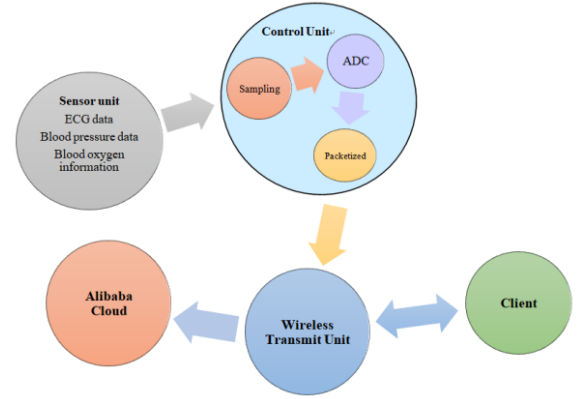 Control Unit
ADC
Sampling
Packetized
Sensor unit
ECG data
Blood pressure data
Blood oxygen
information
Alibaba
Cloud
Wireless
Transmit Unit
Client